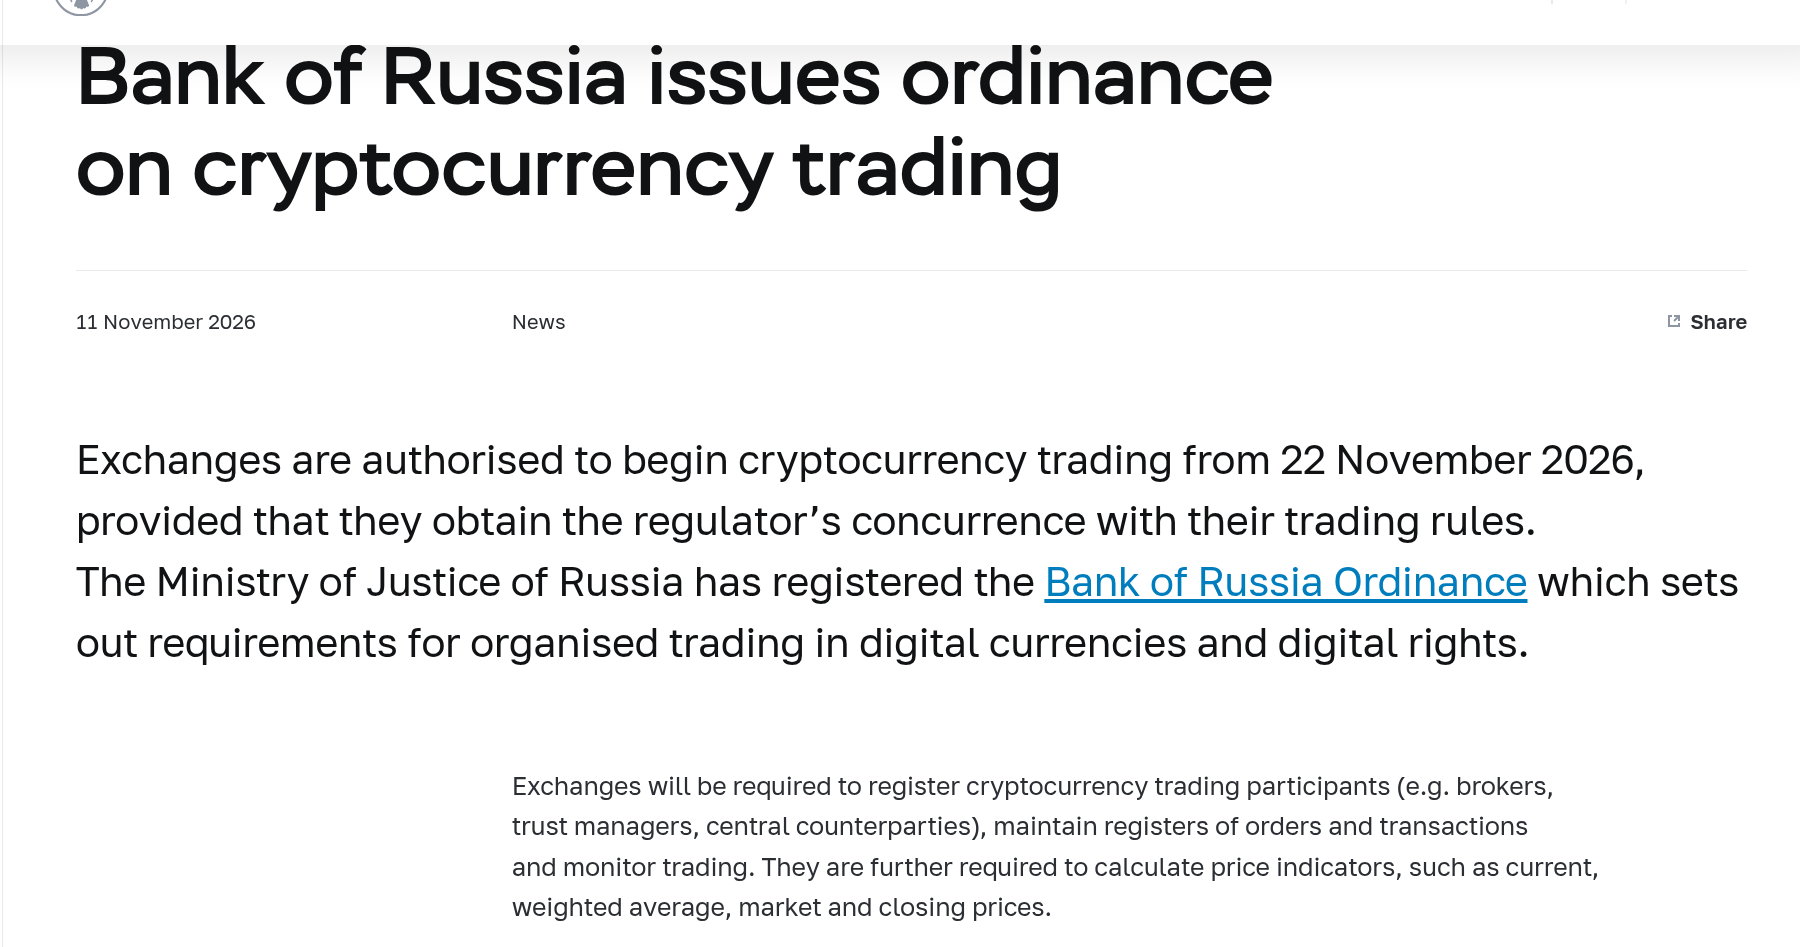 Bank of Russia issues ordinance
on cryptocurrency trading
11 November 2026
News
Share
Exchanges are authorised to begin cryptocurrency trading from 22 November 2026,
provided that they obtain the regulator’s concurrence with their trading rules.
The Ministry of Justice of Russia has registered the Bank of Russia Ordinance which sets
out requirements for organised trading in digital currencies and digital rights.
Exchanges will be required to register cryptocurrency trading participants (e.g. brokers,
trust managers, central counterparties), maintain registers of orders and transactions
and monitor trading. They are further required to calculate price indicators, such as current,
weighted average, market and closing prices.